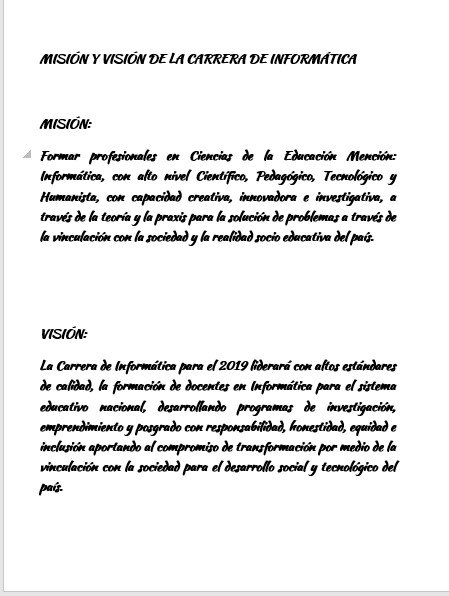 MISIÓN Y VISIÓN DE LA CARRERA DE INFORMÁTICA
MISIÓN:
Formar profesionales en Ciencias de la Educación Mención:
Informática, con alto nivel Científico, Pedagógico, Tecnológico y
Humanista, con capacidad creativa, innovadora e investigativa, a
través de la teoría y la praxis para la solución de problemas a través de
la vinculación con la sociedad y la realidad socio educativa del país.
VISIÓN:
La Carrera de Informática para el 2019 liderará con altos estándares
de calidad, la formación de docentes en Informática para el sistema
educativo nacional, desarrollando programas de investigación,
emprendimiento y posgrado con responsabilidad, honestidad, equidad e
inclusión aportando al compromiso de transformación por medio de la
vinculación con la sociedad para el desarrollo social y tecnológico del
país.